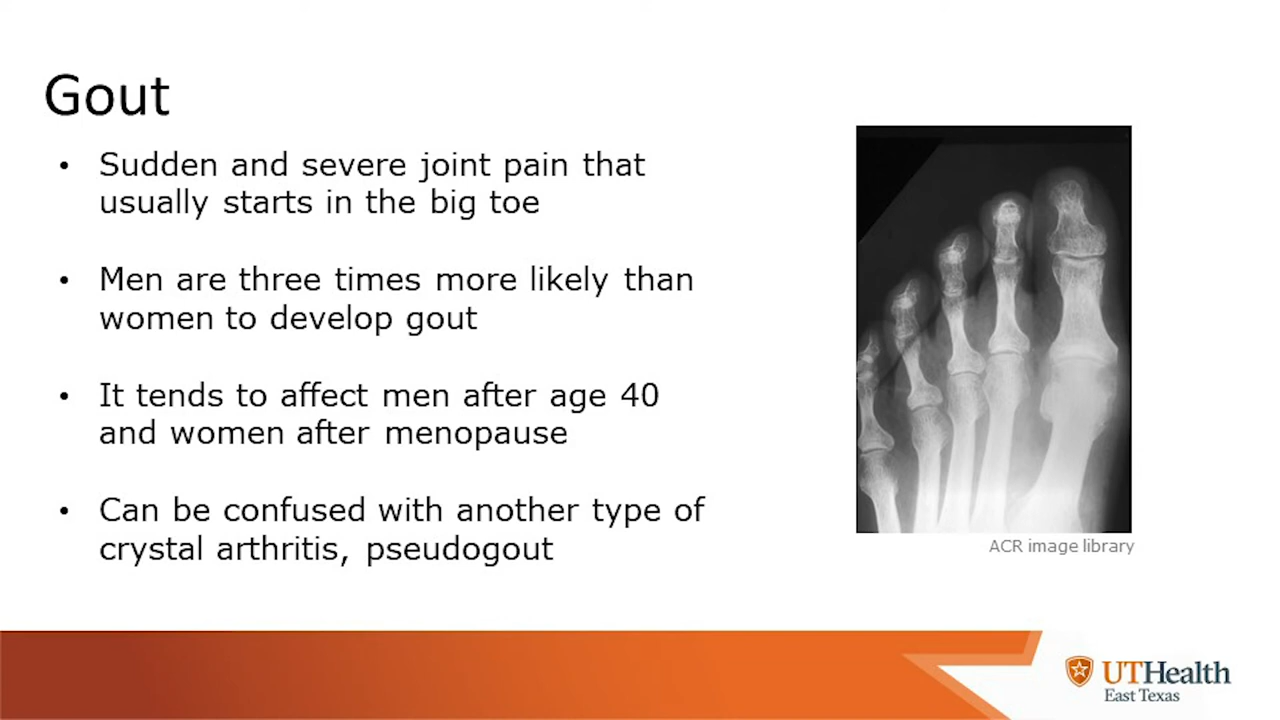 Gout
• Sudden and severe joint pain that
usually starts in the big toe
• Men are three times more likely than
women to develop gout
• It tends to affect men after age 40
and women after menopause
• Can be confused with another type of
crystal arthritis, pseudogout
ACR image library
UTHealth
East Texas